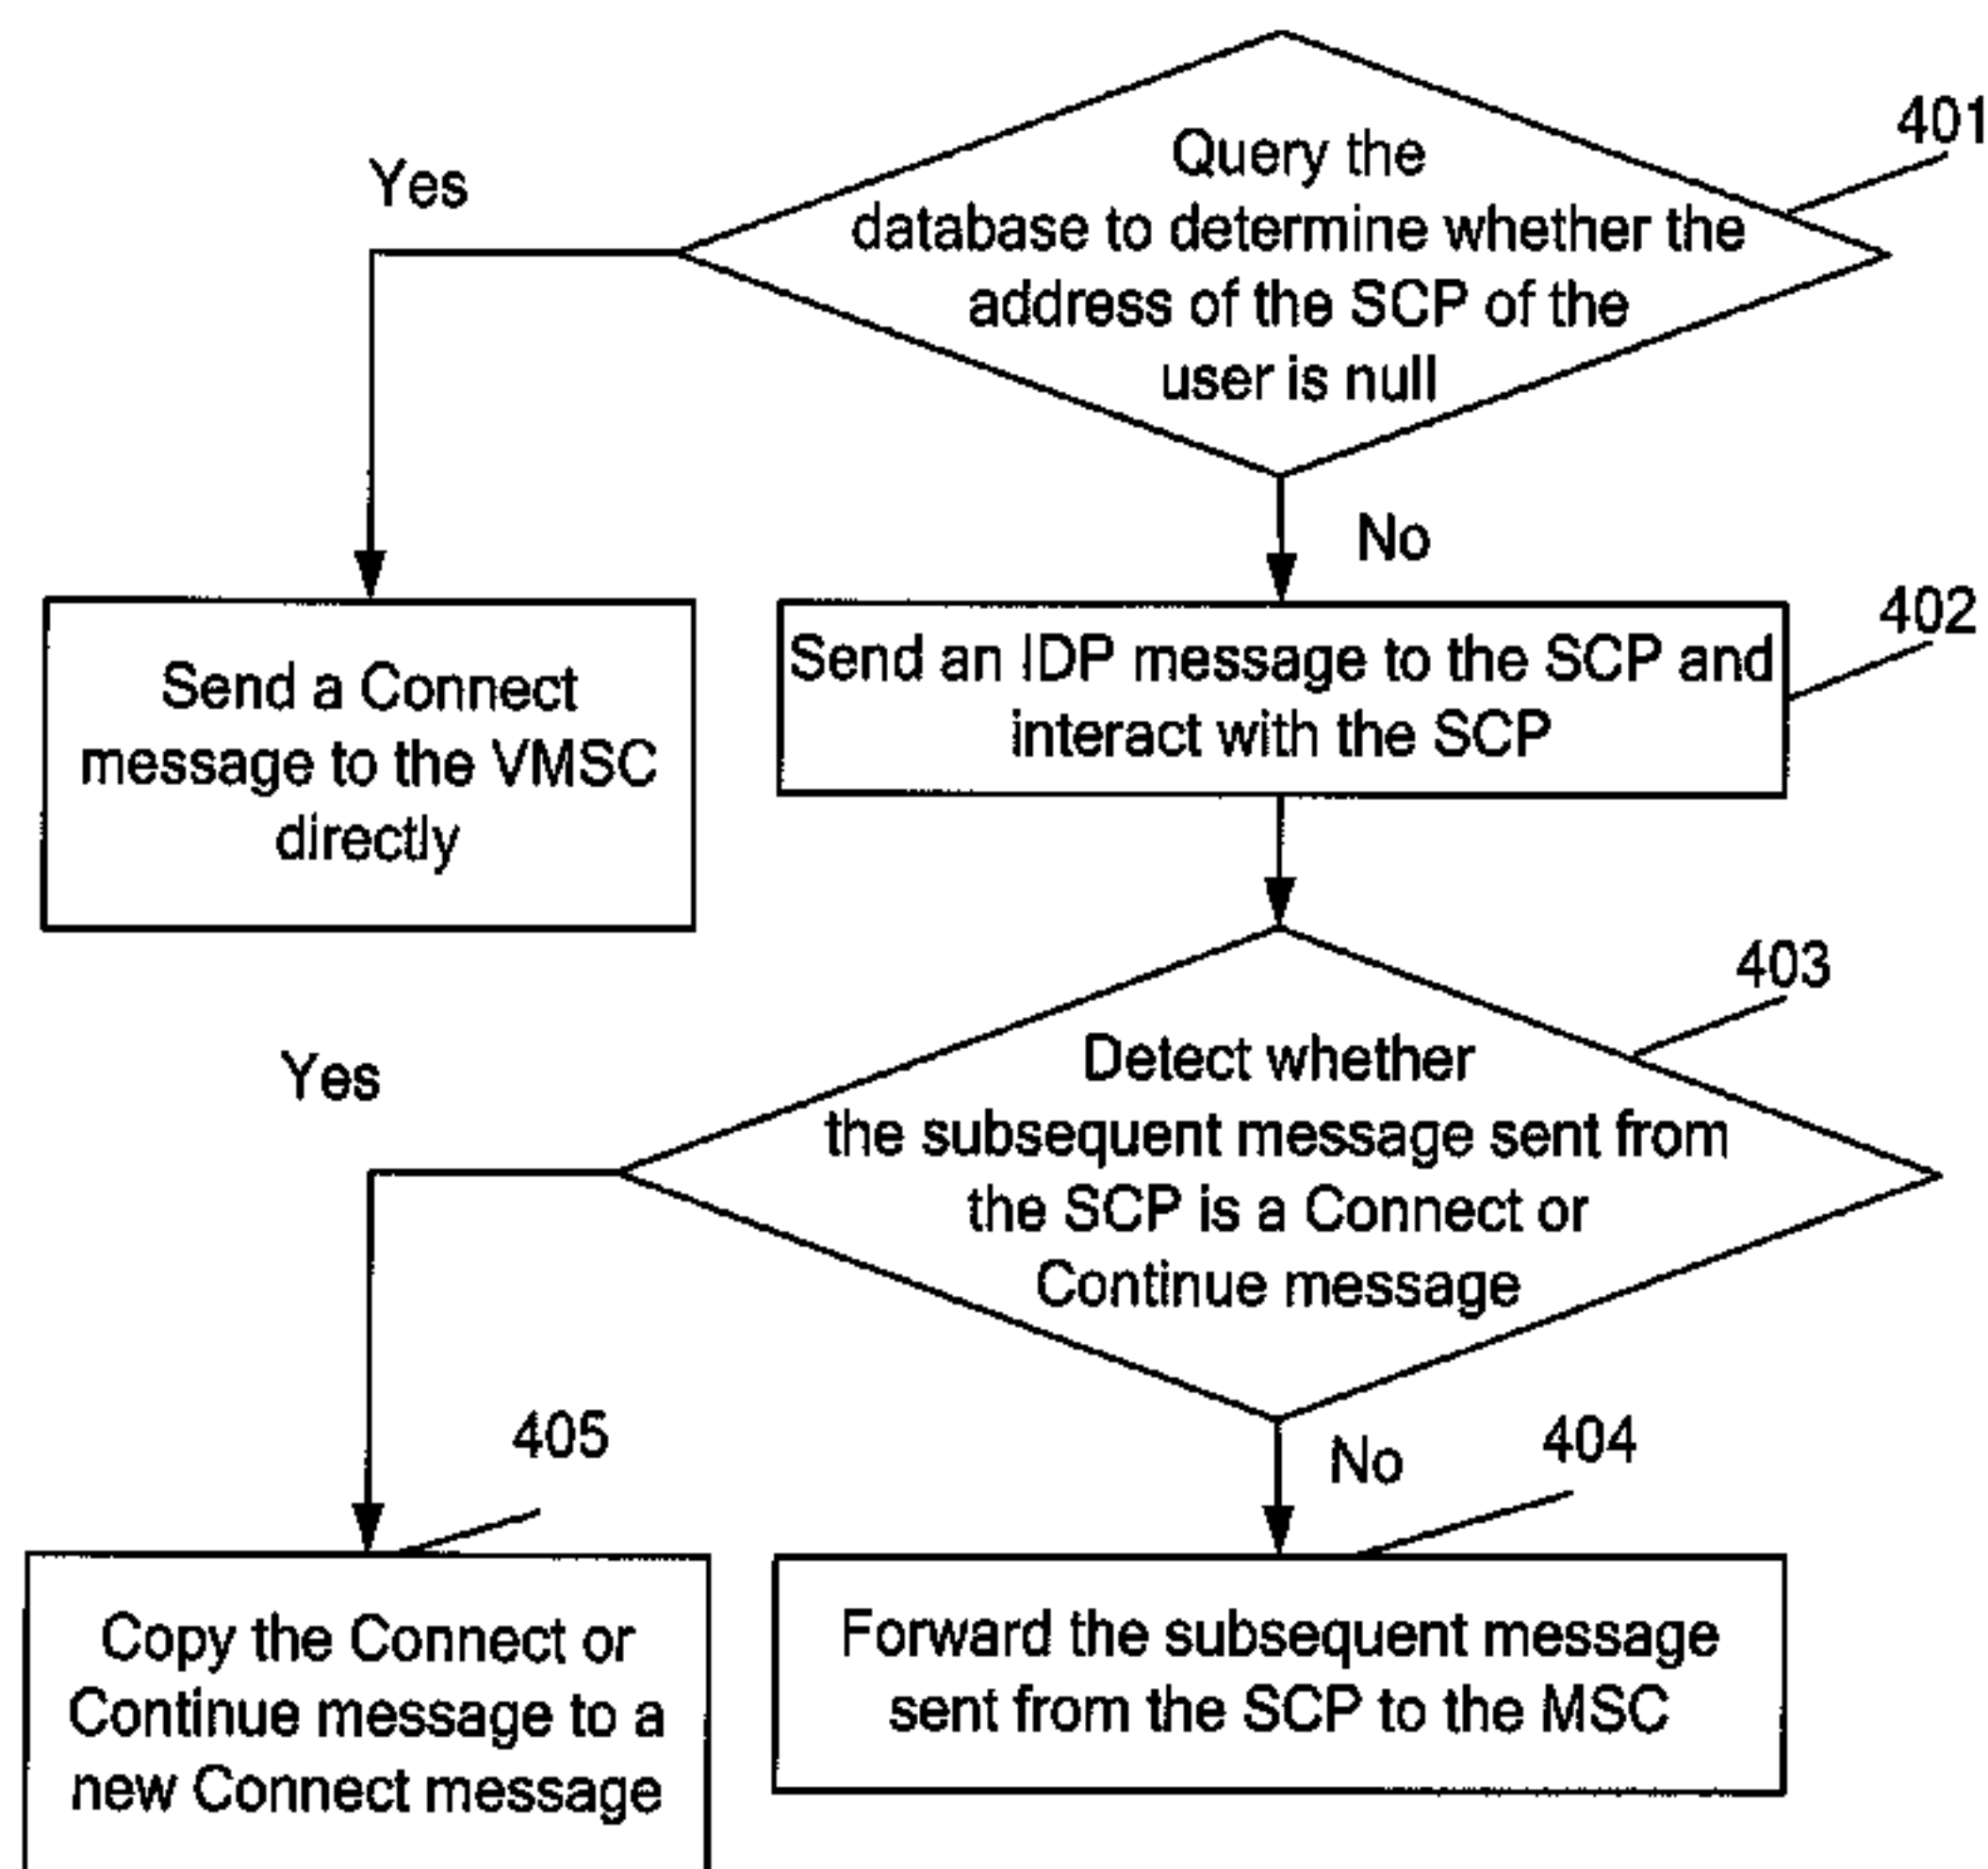 401
Query the
database to determine whether the
address of the SCP of the
user is null
Yes
No
Send a Connect
message to the VMSC
directly
402
Send an IDP message to the SCP and
interact with the SCP
403
Detect whether
the subsequent message sent from
the SCP is a Connect or
Continue message
Yes
No
405
Copy the Connect or
Continue message to a
new Connect message
404
Forward the subsequent message
sent from the SCP to the MSC